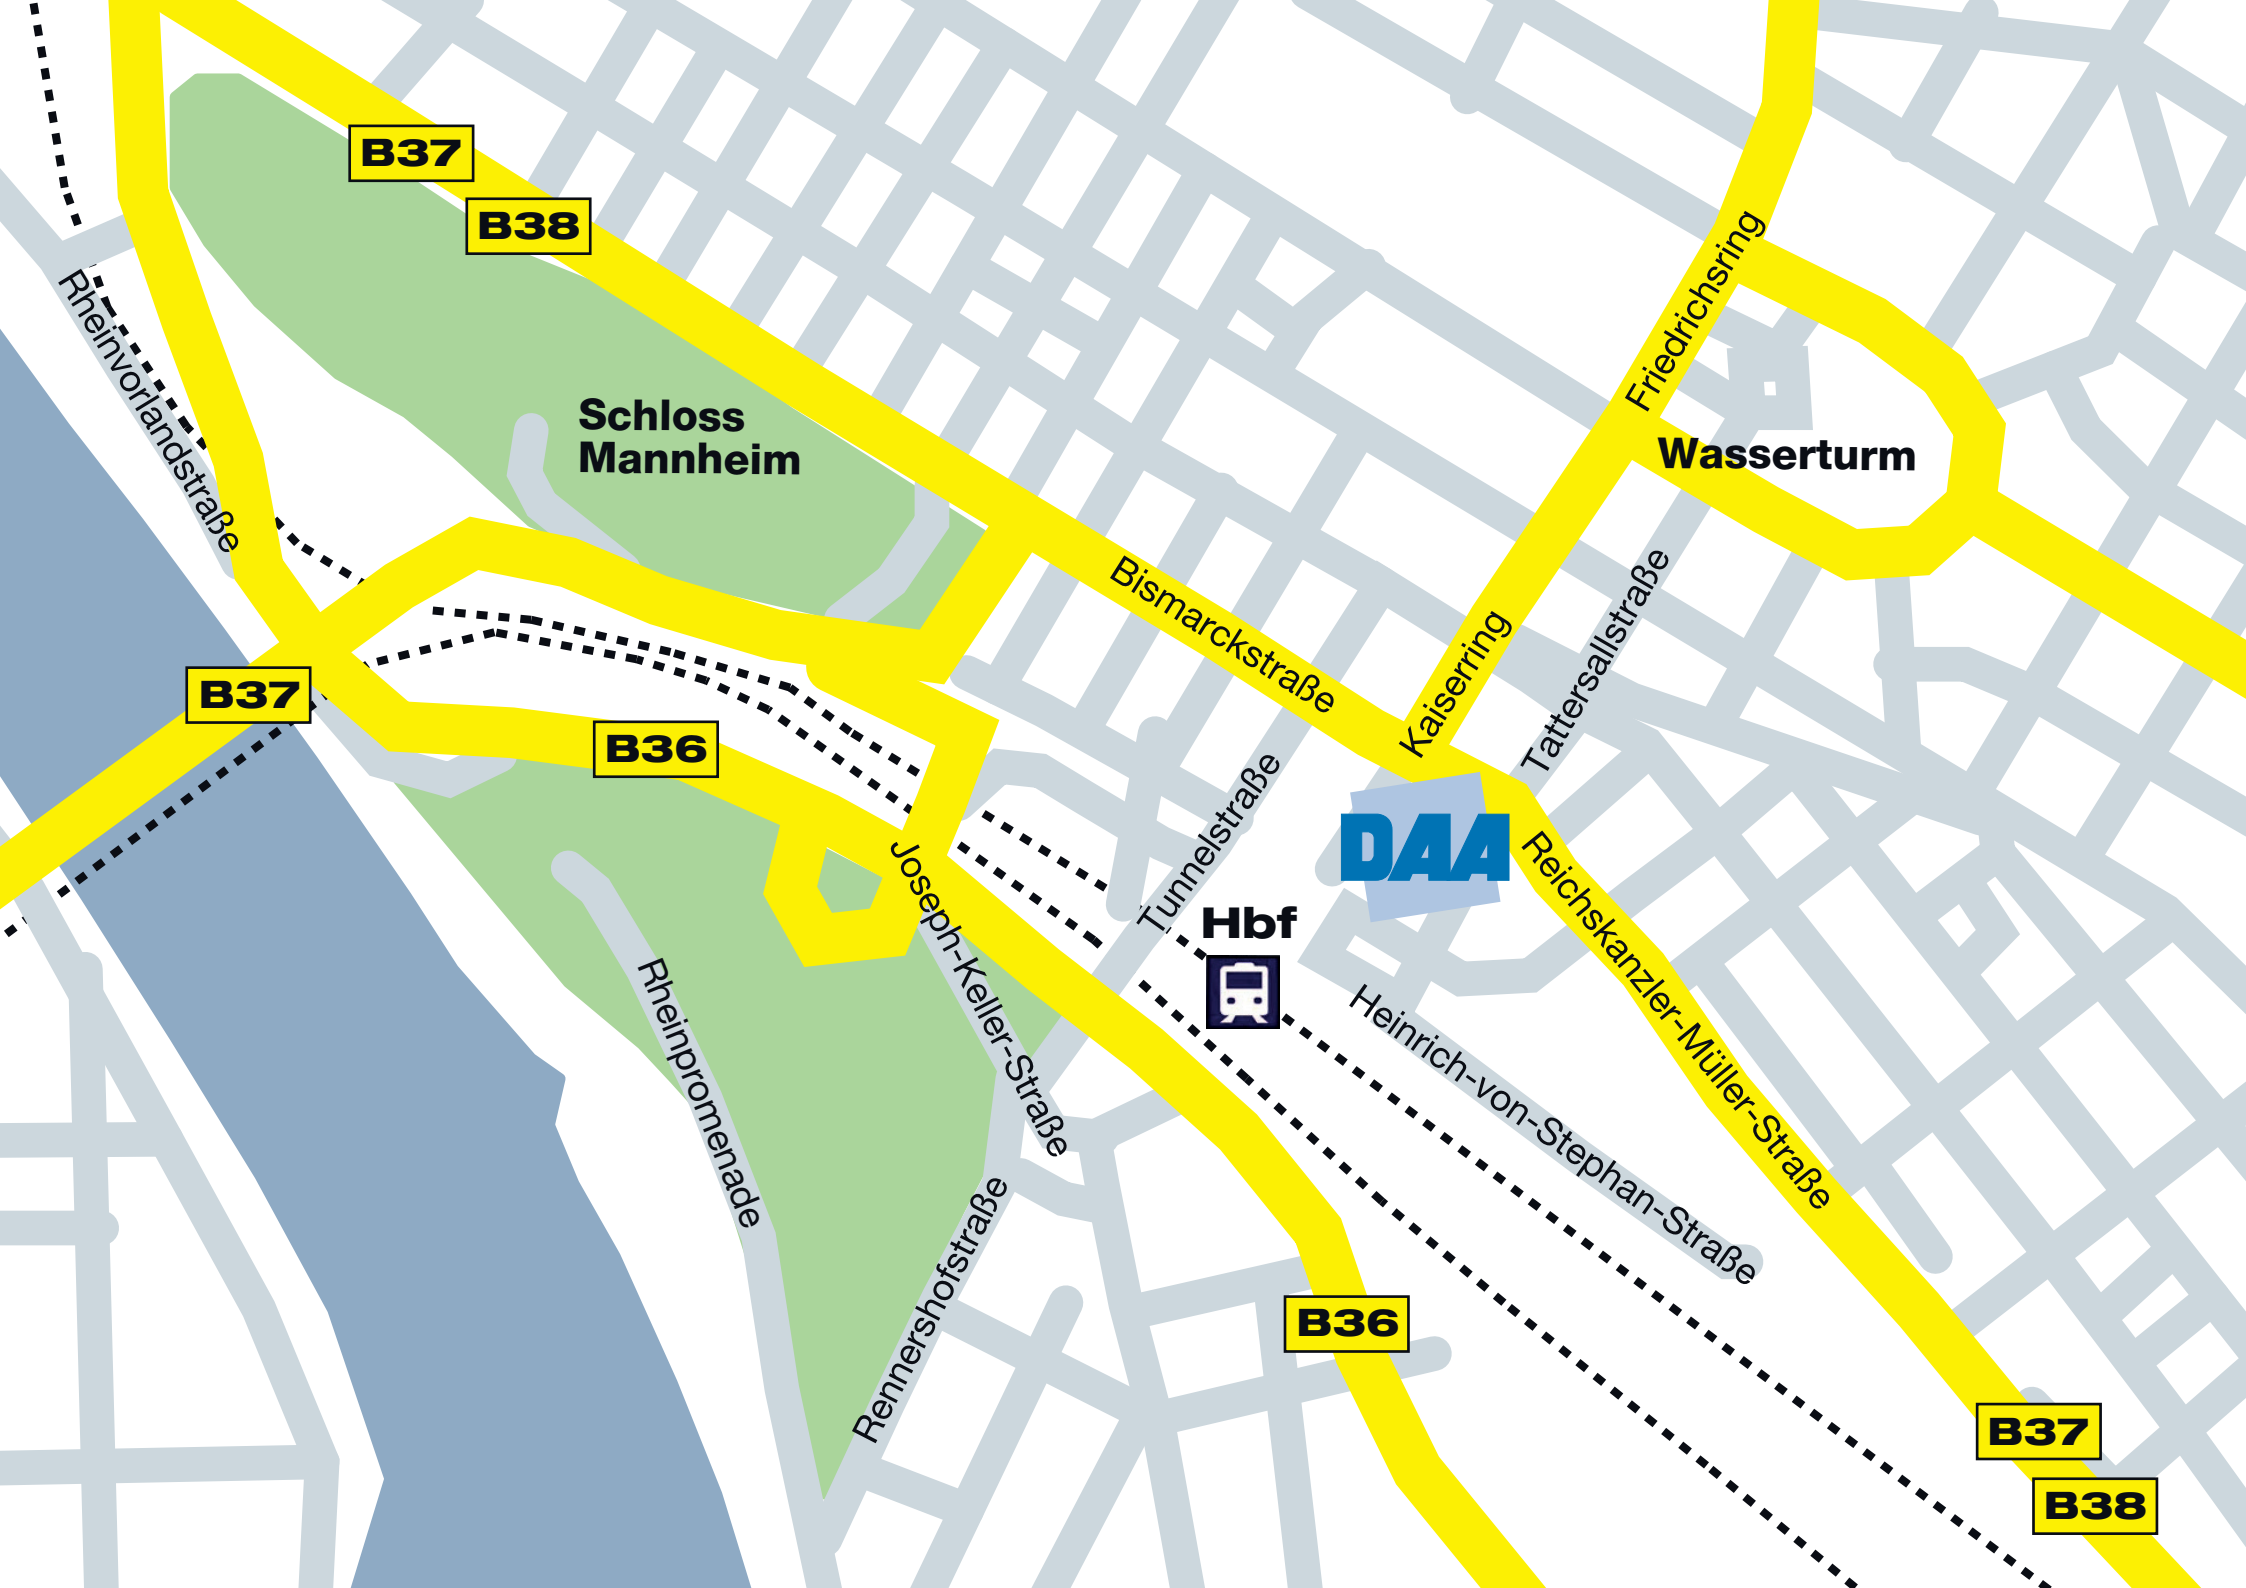 B37
B38
Friedrichsring
Rheinvorlandstraße
Schloss
Mannheim
Wasserturm
Bismarckstraße
Kaiserring
Tattersallstraße
B37
B36
Tunnelstraße
DAA
Joseph-Keller-Straße
Hbf
Reichskanzler-Müller-Straße
Rheinpromenade
Heinrich-von-Stephan-Straße
Rennershofstraße
B36
B37
B38